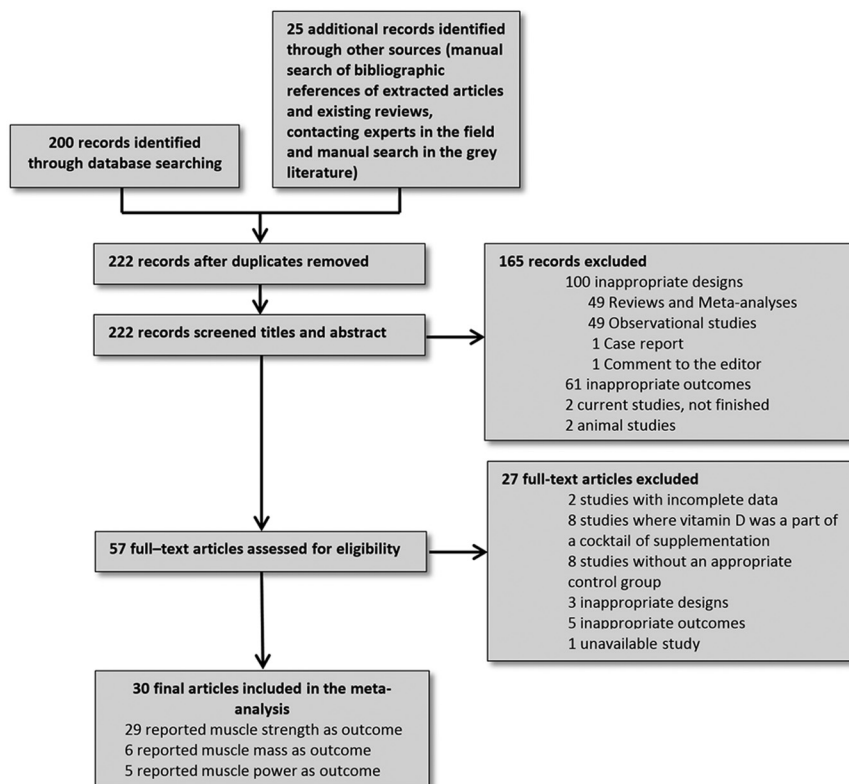 25 additional records identified
through other sources (manual
search of bibliographic
references of extracted articles
and existing reviews,
contacting experts in the field
and manual search in the grey
literature)
200 records identified
through database searching
222 records after duplicates removed
165 records excluded
100 inappropriate designs
49 Reviews and Meta-analyses
49 Observational studies
1 Case report
1 Comment to the editor
61 inappropriate outcomes
2 current studies, not finished
2 animal studies
222 records screened titles and abstract
27 full-text articles excluded
2 studies with incomplete data
8 studies where vitamin D was a part of
a cocktail of supplementation
8 studies without an appropriate
control group
3 inappropriate designs
5 inappropriate outcomes
1 unavailable study
57 full–text articles assessed for eligibility
30 final articles included in the meta-
analysis
29 reported muscle strength as outcome
6 reported muscle mass as outcome
5 reported muscle power as outcome